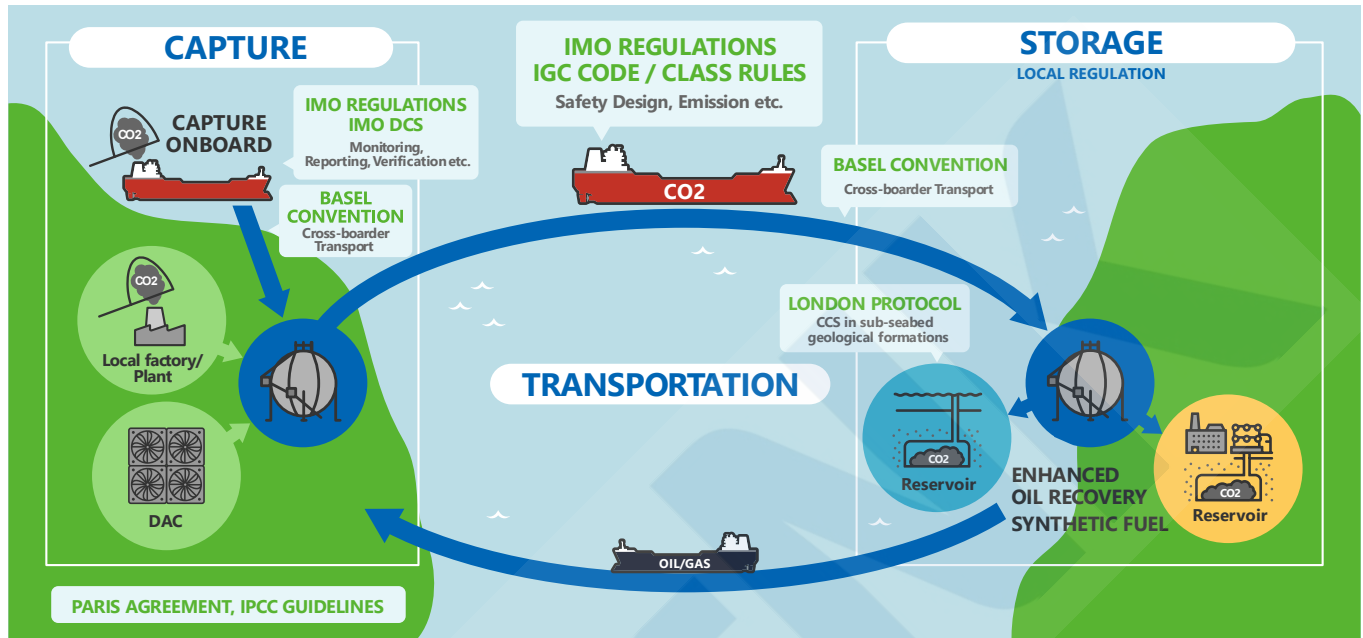 CAPTURE
CO2
CAPTURE
ONBOARD
IMO REGULATIONS
IMO DCS
Monitoring,
Reporting, Verification etc.
BASEL
CONVENTION
Cross-boarder
Transport
CO2
Local factory/
Plant
DAC
PARIS AGREEMENT, IPCC GUIDELINES
IMO REGULATIONS
IGC CODE / CLASS RULES
Safety Design, Emission etc.
CO2
BASEL CONVENTION
Cross-boarder Transport
TRANSPORTATION
OIL/GAS
STORAGE
LOCAL REGULATION
LONDON PROTOCOL
CCS in sub-seabed
geological formations
CO2
Reservoir
ENHANCED
OIL RECOVERY
SYNTHETIC FUEL
CO2
Reservoir